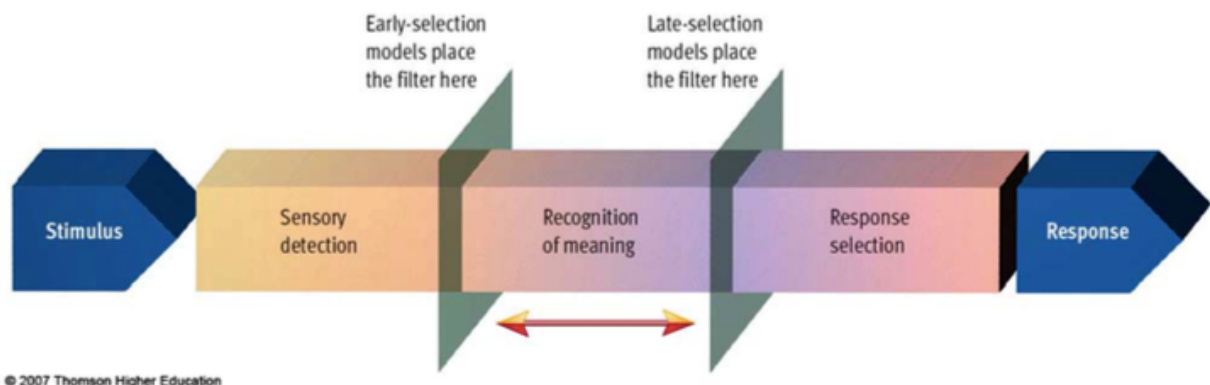 Early-selection
models place
the filter here
Late-selection
models place
the filter here
Stimulus
Sensory
detection
Recognition
of meaning
Response
selection
Response
© 2007 Thomson Higher Education